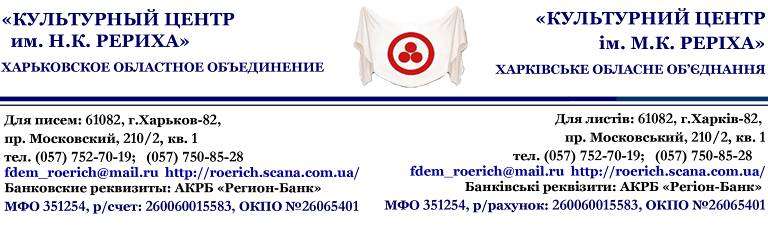 «КУЛЬТУРНЫЙ ЦЕНТР
им. Н.К. РЕРИХА»
ХАРЬКОВСКОЕ ОБЛАСТНОЕ ОБЪЕДИНЕНИЕ
«КУЛЬТУРНИЙ ЦЕНТР
ім. М.К. РЕРІХА»
ХАРКІВСЬКЕ ОБЛАСНЕ ОБ’ЄДНАННЯ
Для писем: 61082, г.Харьков-82,
пр. Московский, 210/2, кв. 1
тел. (057) 752-70-19; (057) 750-85-28
fdem_roerich@mail.ru http://roerich.scana.com.ua/
Банковские реквизиты: АКРБ «Регион-Банк»
МФО 351254, р/счет: 260060015583, ОКПО №26065401
Для листів: 61082, г.Харків-82,
пр. Московський, 210/2, кв. 1
тел. (057) 752-70-19; (057) 750-85-28
fdem_roerich@mail.ru http://roerich.scana.com.ua/
Банківські реквізити: АКРБ «Регіон-Банк»
МФО 351254, р/рахунок: 260060015583, ОКПО №26065401